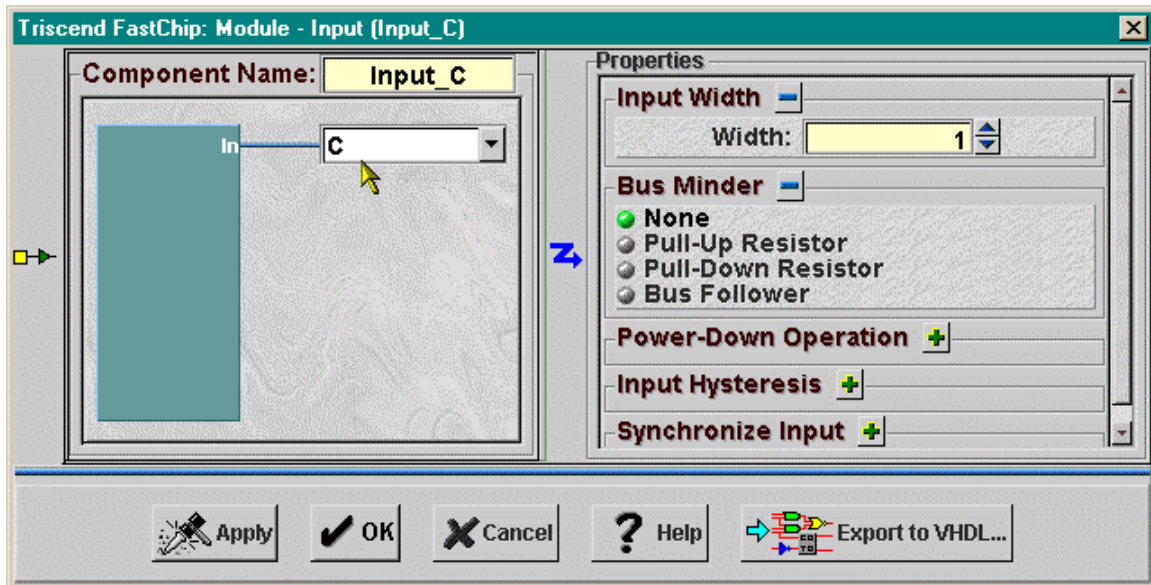 Triscend FastChip: Module - Input (Input_C)
Component Name: Input_C
In
C
Properties
Input Width
Width: 1
Bus Minder
None
Pull-Up Resistor
Pull-Down Resistor
Bus Follower
Power-Down Operation
Input Hysteresis
Synchronize Input
Apply
OK
Cancel
Help
Export to VHDL...